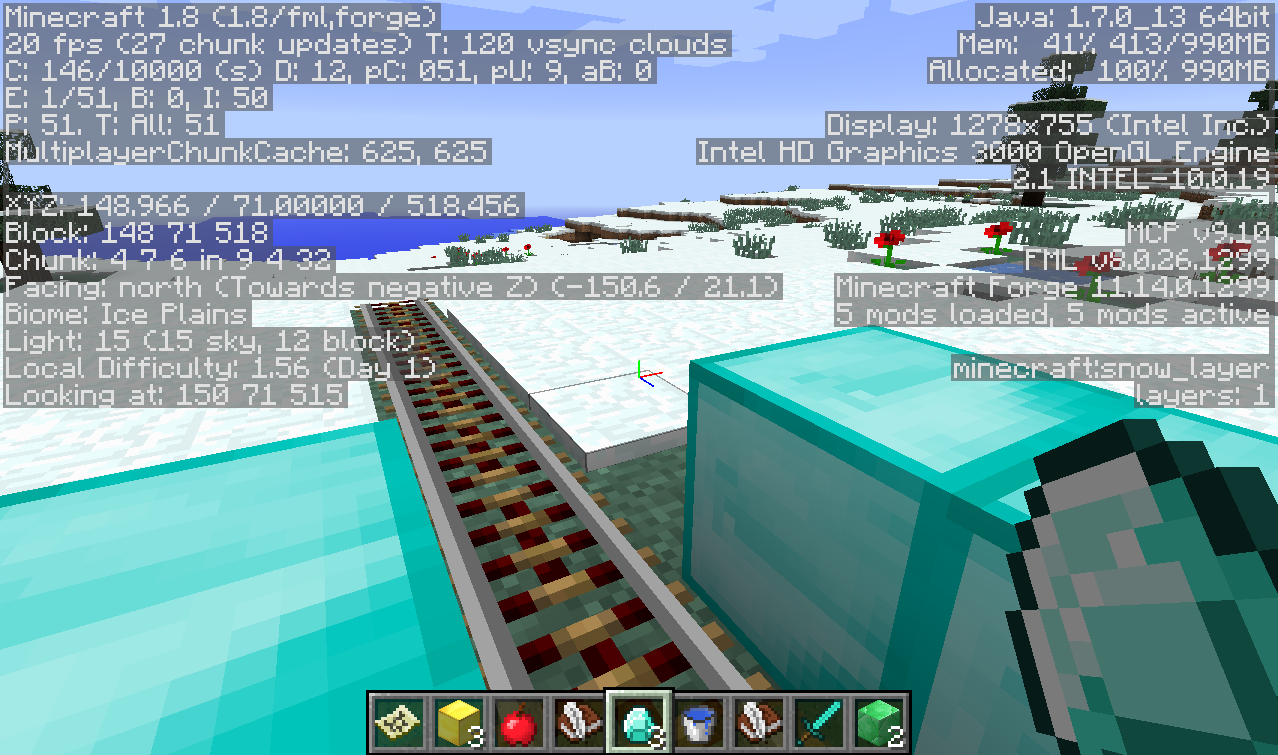 Minecraft 1.8 (1.8/fml,forge)
20 fps (27 chunk updates) T: 120 vsync clouds
C: 146/10000 (s) D: 12, pC: 051, pU: 9, aB: 0
E: 1/51, B: 0, I: 50
P: 51. T: All: 51
MultiplayerChunkCache: 625, 625
XYZ: 148.966 / 71.00000 / 518.456
Block: 148 71 518
Chunk: 4 7 6 in 9 4 32
Facing: north (Towards negative Z) (-150.6 / 21.1)
Biome: Ice Plains
Light: 15 (15 sky, 12 block)
Local Difficulty: 1.56 (Day 1)
Looking at: 150 71 515
Java: 1.7.0_13 64bit
Mem: 41% 413/990MB
Allocated: 100% 990MB
Display: 1278x755 (Intel Inc.)
Intel HD Graphics 3000 OpenGL Engine
2.1 INTEL-10.0.19
MCP v9.10
FML v8.0.26.1299
Minecraft Forge 11.14.0.1299
5 mods loaded, 5 mods active
minecraft:snow_layer
layers: 1
3
3
2